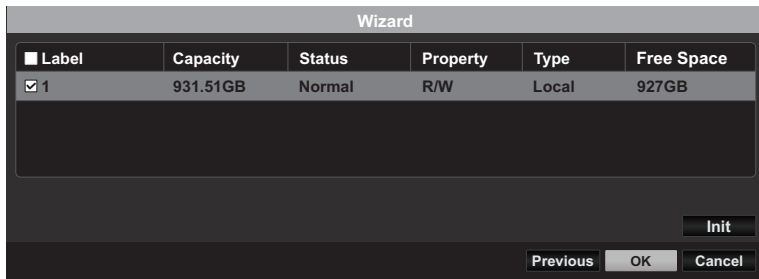 Wizard
Label Capacity Status Property Type Free Space
1 931.51GB Normal R/W Local 927GB
Init
Previous OK Cancel